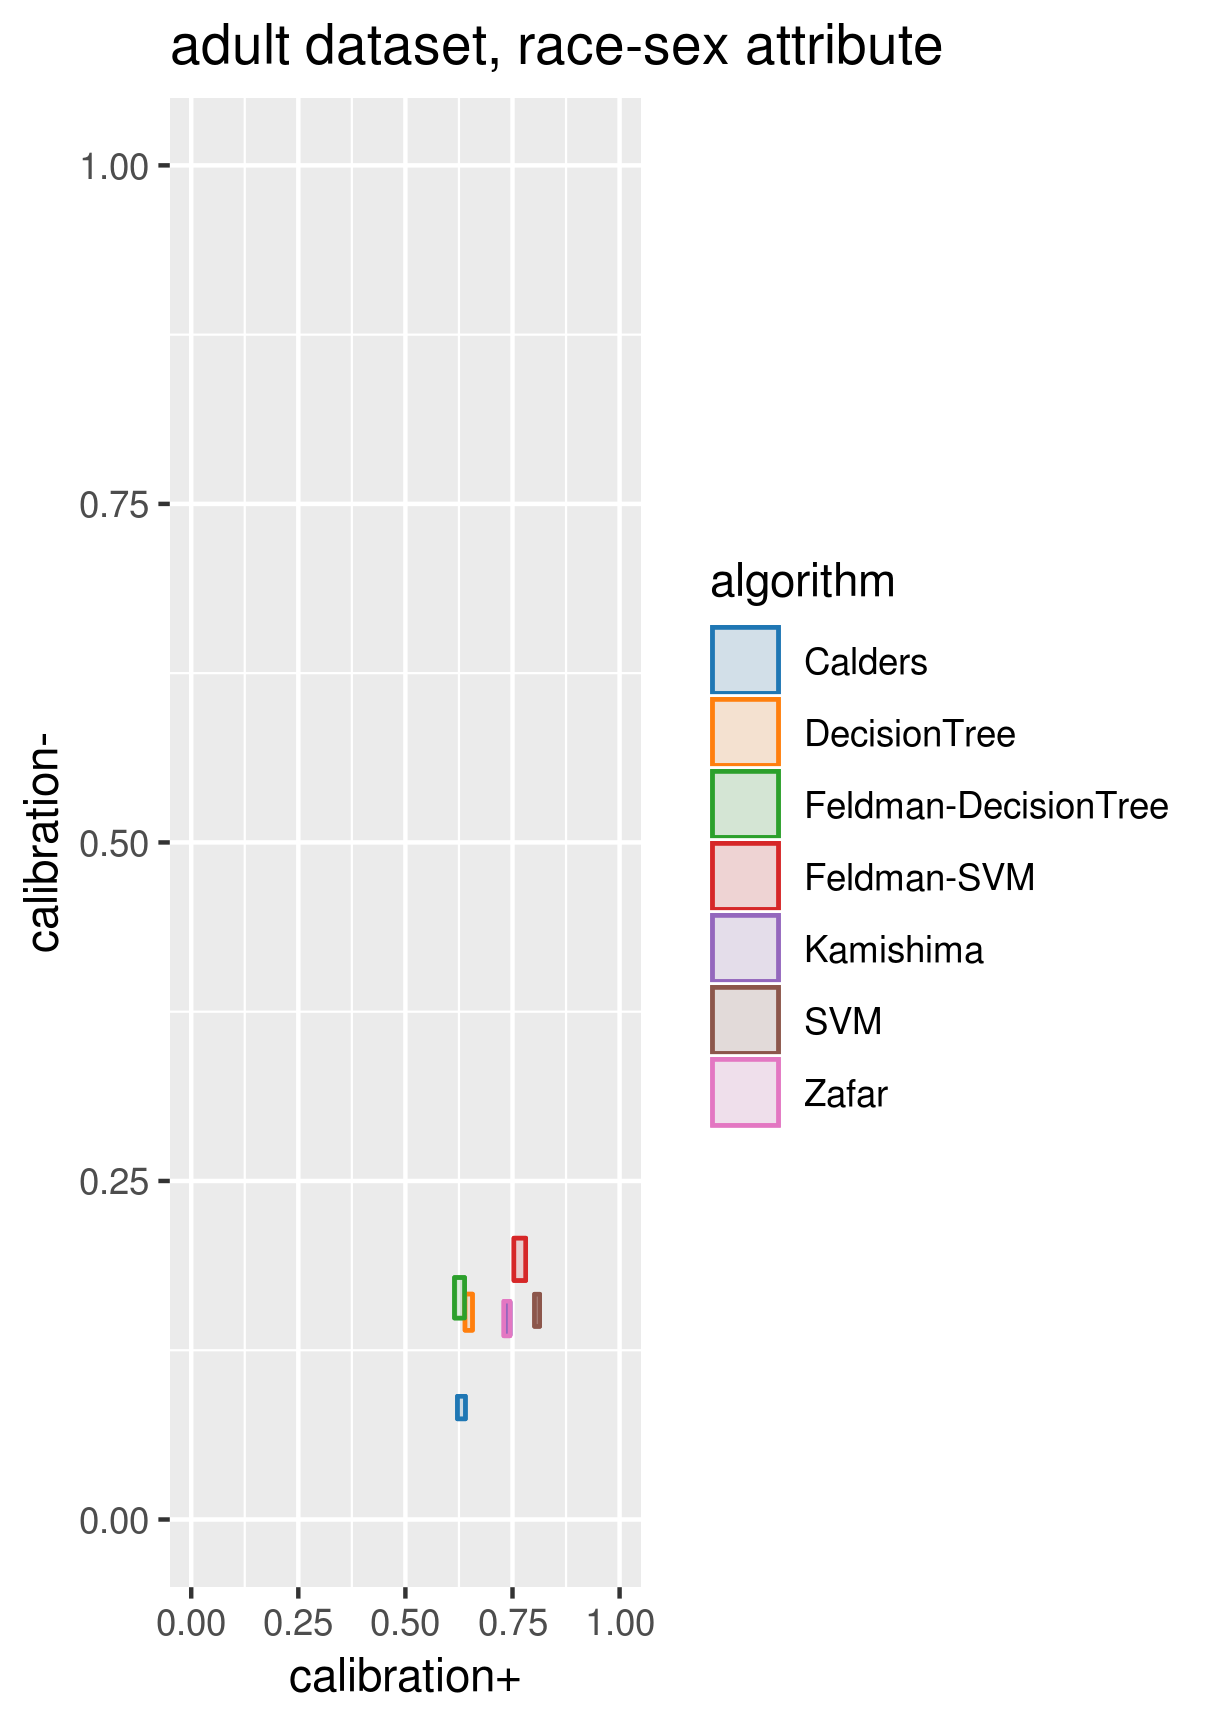 adult dataset, race-sex attribute
1.00
0.75
0.50
0.25
0.00
calibration-
0.00 0.25 0.50 0.75 1.00
calibration+
algorithm
Calders
DecisionTree
Feldman-DecisionTree
Feldman-SVM
Kamishima
SVM
Zafar